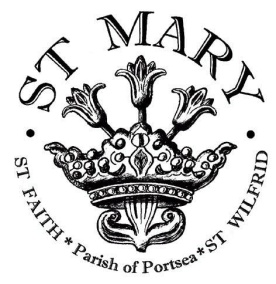 · ST MARY ·
ST FAITH * Parish of Portsea * ST WILFRID